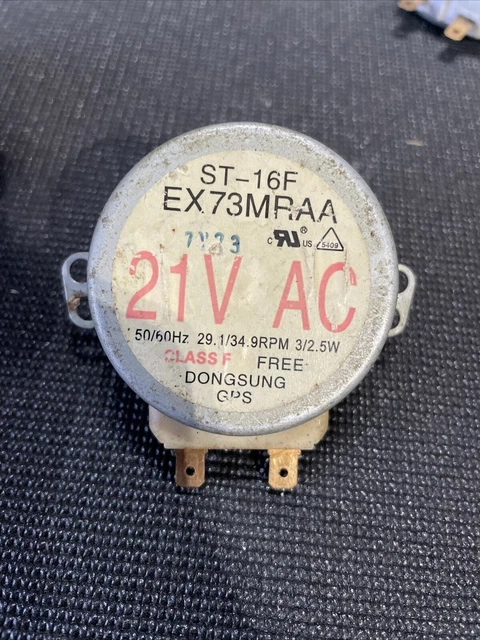 ST-16F
EX73MRAA
c RU ® US 5409
21V AC
50/60Hz 29.1/34.9RPM 3/2.5W
CLASS F FREE
DONGSUNG
GPS